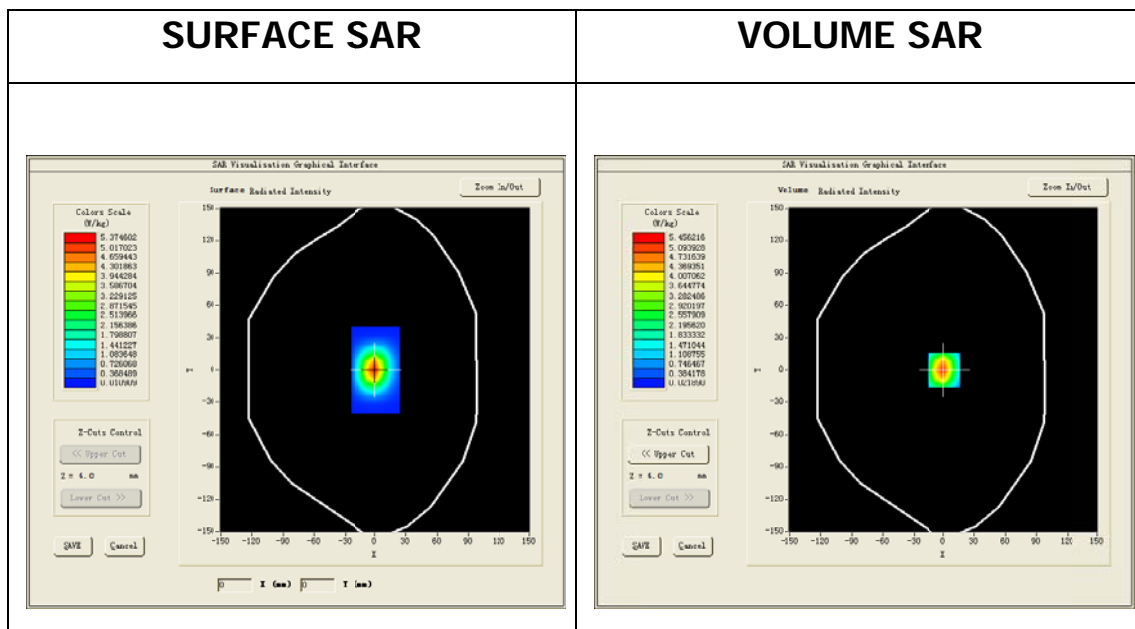 SURFACE SAR
VOLUME SAR
SAR Visualisation Graphical Interface
Surface Radiated Intensity
Zoom In/Out
Colors Scale
(W/kg)
5.374602
5.017023
4.659443
4.301863
3.944284
3.586704
3.229125
2.871545
2.513966
2.156386
1.798807
1.441227
1.083648
0.726068
0.368489
0.010909
150
120
90
60
30
0
-30
-60
-90
-120
-150
Y
-150 -120 -90 -60 -30 0 30 60 90 120 150
X
Z-Cuts Control
<< Upper Cut
Z = 4.0 mm
Lower Cut >>
SAVE
Cancel
0 X (mm) 0 Y (mm)
SAR Visualisation Graphical Interface
Volume Radiated Intensity
Zoom In/Out
Colors Scale
(W/kg)
5.456216
5.093928
4.731639
4.369351
4.007062
3.644774
3.282486
2.920197
2.557909
2.195620
1.833332
1.471044
1.108755
0.746467
0.384178
0.021890
150
120
90
60
30
0
-30
-60
-90
-120
-150
Y
-150 -120 -90 -60 -30 0 30 60 90 120 150
X
Z-Cuts Control
<< Upper Cut
Z = 4.0 mm
Lower Cut >>
SAVE
Cancel